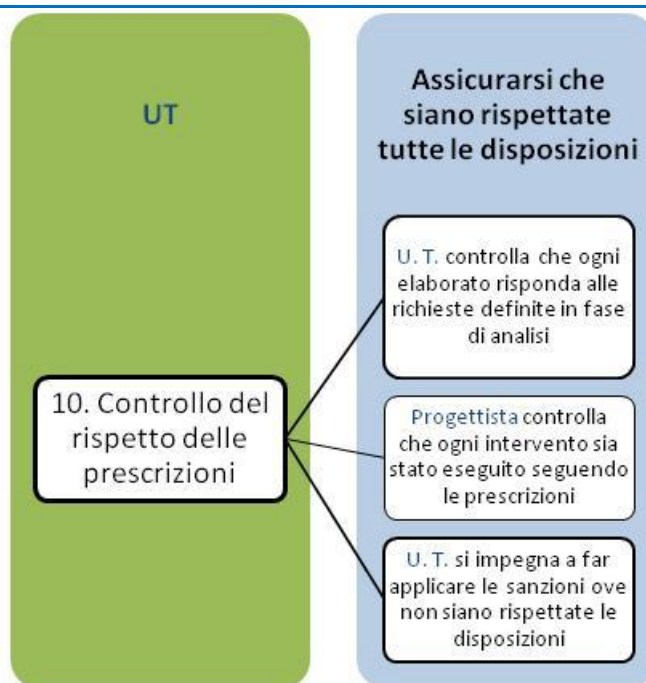 UT
10. Controllo del
rispetto delle
prescrizioni
Assicurarsi che
siano rispettate
tutte le disposizioni
U. T. controlla che ogni
elaborato risponda alle
richieste definite in fase
di analisi
Progettista controlla
che ogni intervento sia
stato eseguito seguendo
le prescrizioni
U. T. si impegna a far
applicare le sanzioni ove
non siano rispettate le
disposizioni